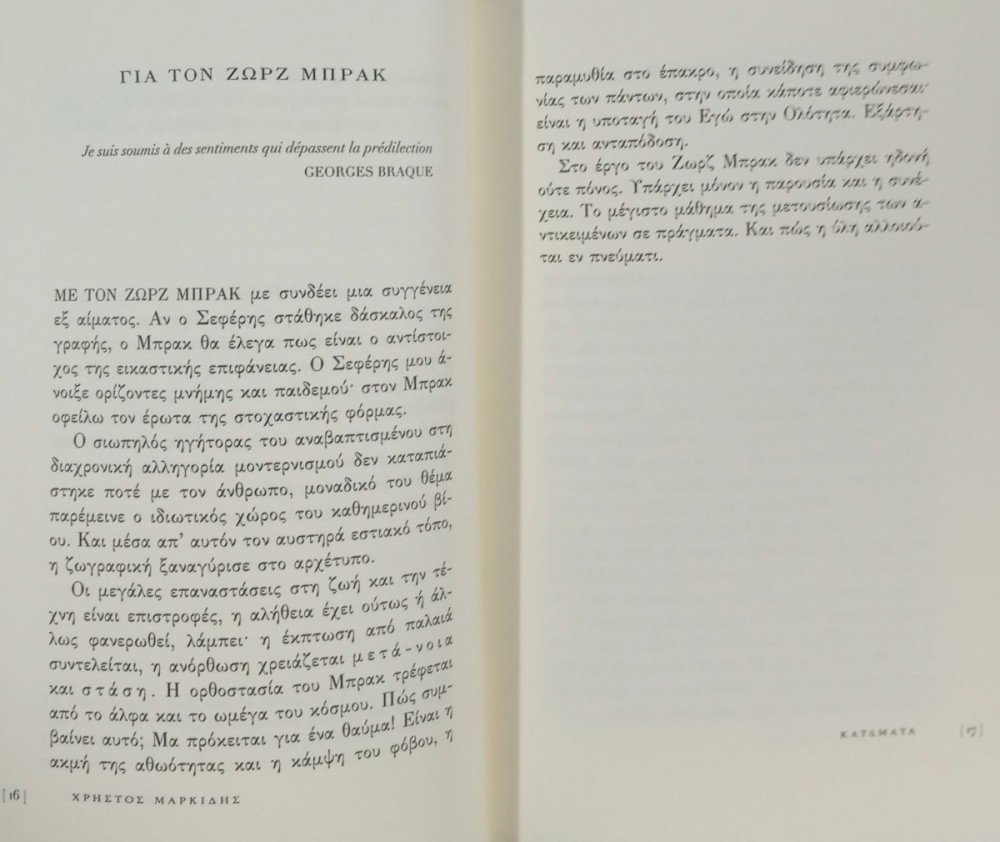 ΓΙΑ ΤΟΝ ΖΩΡΖ ΜΠΡΑΚ
Je suis soumis à des sentiments qui dépassent la prédilection
GEORGES BRAQUE
ΜΕ ΤΟΝ ΖΩΡΖ ΜΠΡΑΚ με συνδέει μια συγγένεια
εξ αίματος. Αν ο Σεφέρης στάθηκε δάσκαλος της
γραφής, ο Μπρακ θα έλεγα πως είναι ο αντίστοι-
χος της εικαστικής επιφάνειας. Ο Σεφέρης μου ά-
νοιξε ορίζοντες μνήμης και παιδεμού· στον Μπρακ
οφείλω τον έρωτα της στοχαστικής φόρμας.
Ο σιωπηλός ηγήτορας του αναβαπτισμένου στη
διαχρονική αλληγορία μοντερνισμού δεν καταπιά-
στηκε ποτέ με τον άνθρωπο, μοναδικό του θέμα
παρέμεινε ο ιδιωτικός χώρος του καθημερινού βί-
ου. Και μέσα απ’ αυτόν τον αυστηρά εστιακό τόπο,
η ζωγραφική ξαναγύρισε στο αρχέτυπο.
Οι μεγάλες επαναστάσεις στη ζωή και την τέ-
χνη είναι επιστροφές, η αλήθεια έχει ούτως ή άλ-
λως φανερωθεί, λάμπει· η έκπτωση από παλαιά
συντελείται, η ανόρθωση χρειάζεται μετά-νοια
και στάση. Η ορθοστασία του Μπρακ τρέφεται
από το άλφα και το ωμέγα του κόσμου. Πώς συμ-
βαίνει αυτό; Μα πρόκειται για ένα θαύμα! Είναι η
ακμή της αθωότητας και η κάμψη του φόβου, η
[16] ΧΡΗΣΤΟΣ ΜΑΡΚΙΔΗΣ
παραμυθία στο έπακρο, η συνείδηση της συμφω-
νίας των πάντων, στην οποία κάποτε αφιερώνεσαι·
είναι η υποταγή του Εγώ στην Ολότητα. Εξάρτη-
ση και ανταπόδοση.
Στο έργο του Ζωρζ Μπρακ δεν υπάρχει ηδονή
ούτε πόνος. Υπάρχει μόνον η παρουσία και η συνέ-
χεια. Το μέγιστο μάθημα της μετουσίωσης των α-
ντικειμένων σε πράγματα. Και πώς η ύλη αλλοιού-
ται εν πνεύματι.
ΚΑΤΩΜΑΤΑ [17]